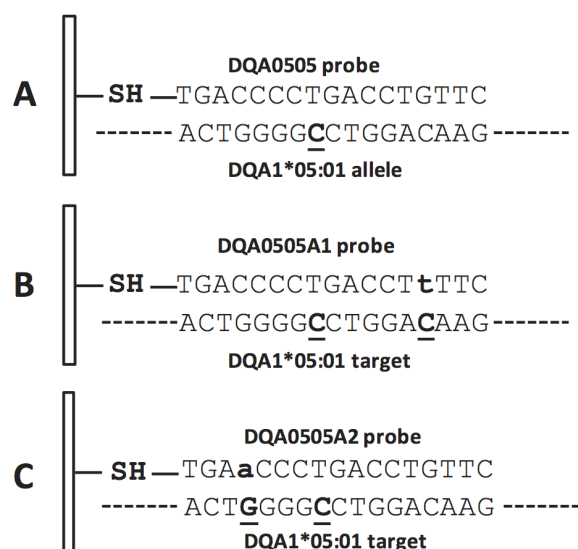 DQA0505 probe
A SH TGACCCCTGACCTGTTC
------ACTGGGGCCTGGACAAG------
DQA1*05:01 allele
DQA0505A1 probe
B SH TGACCCCTGACCTtTTC
------ACTGGGGCCTGGACAAG------
DQA1*05:01 target
DQA0505A2 probe
C SH TGAaCCCTGACCTGTTC
------ACTGGGGCCTGGACAAG------
DQA1*05:01 target